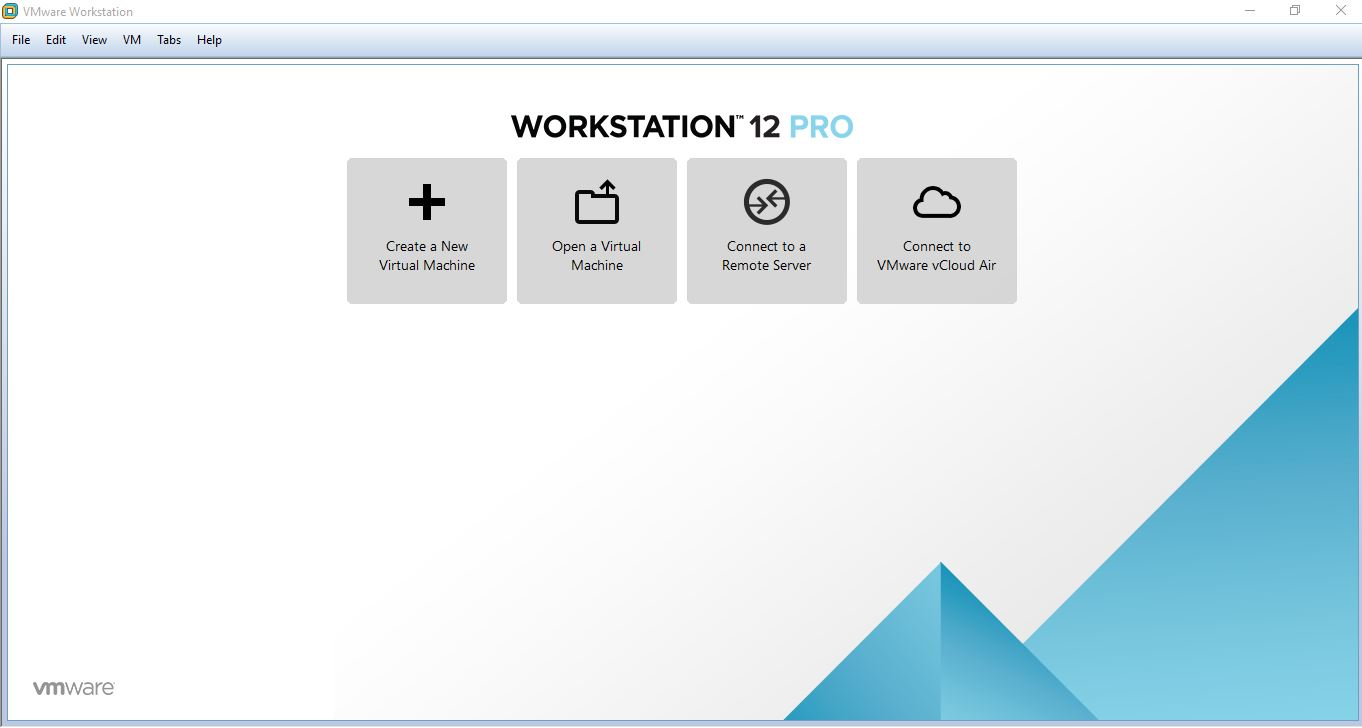 VMware Workstation
File Edit View VM Tabs Help
WORKSTATION™ 12 PRO
Create a New
Virtual Machine
Open a Virtual
Machine
Connect to a
Remote Server
Connect to
VMware vCloud Air
vmware